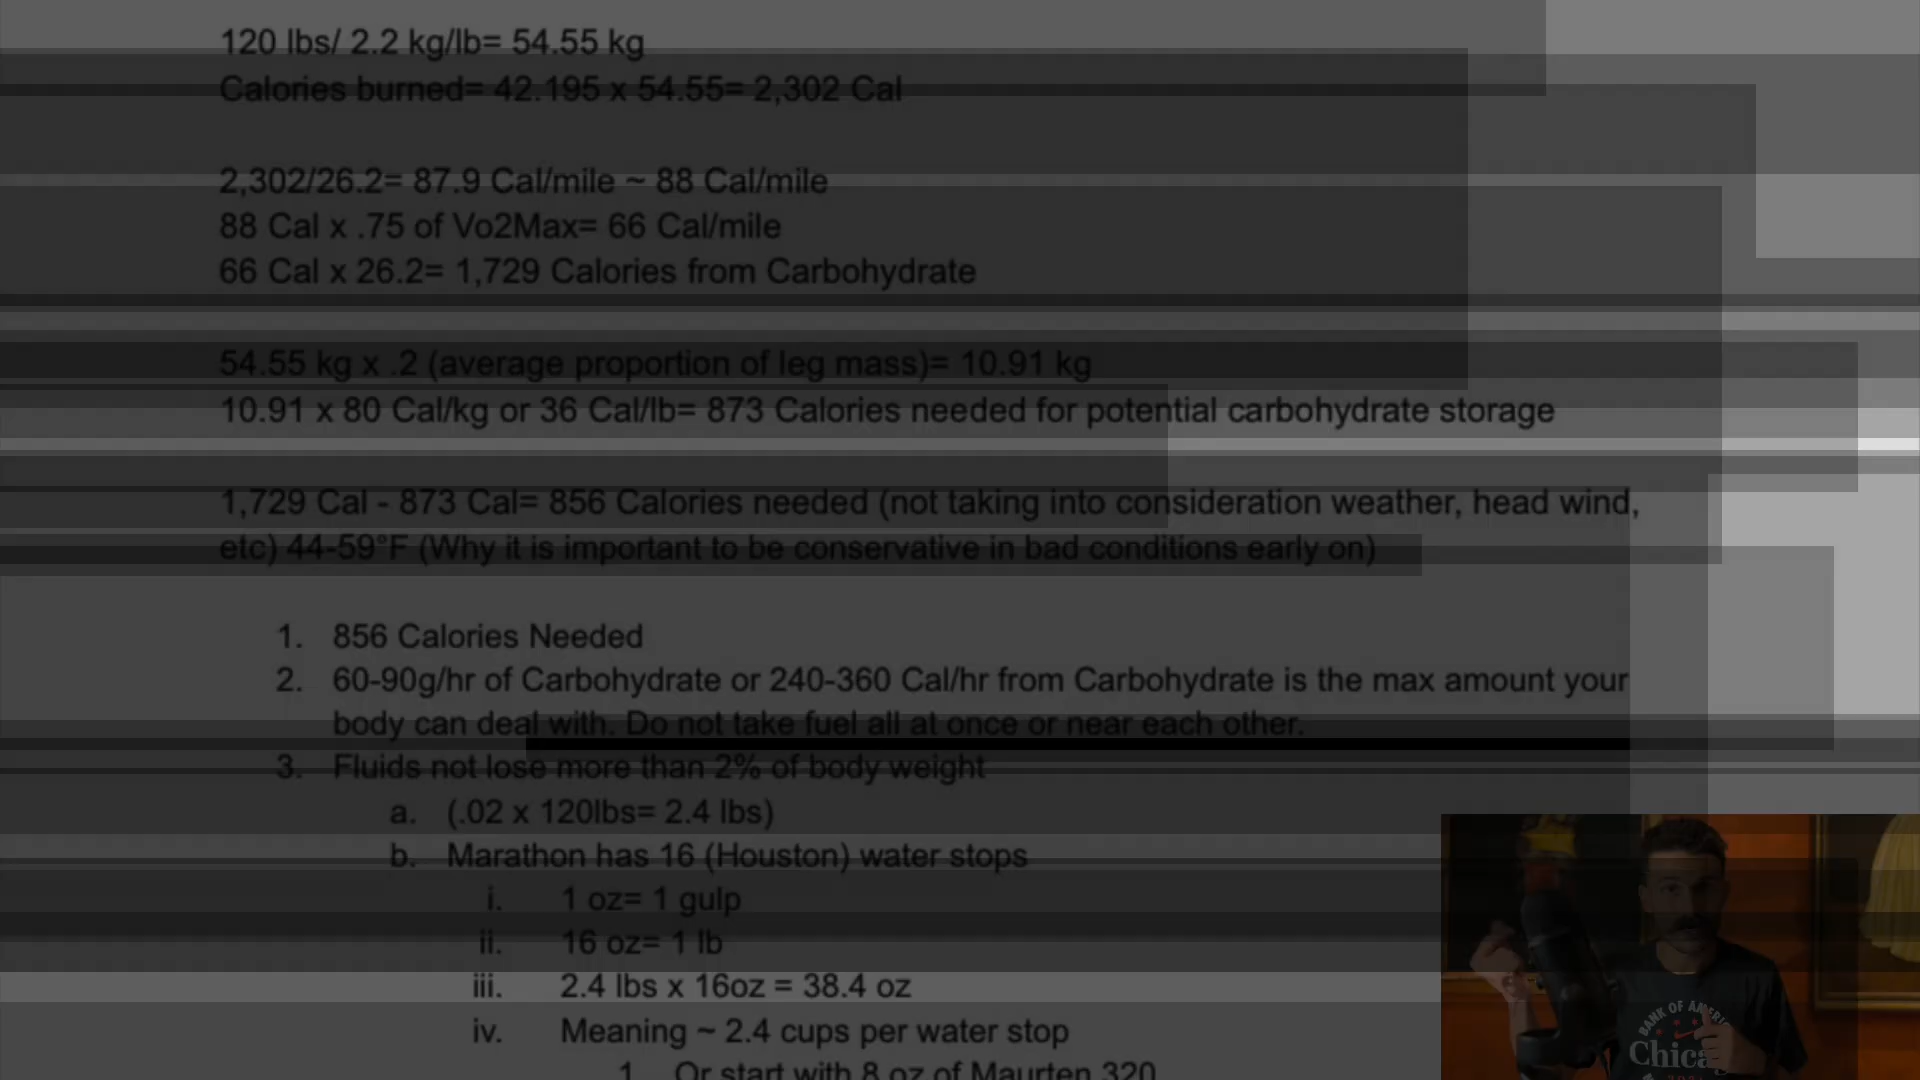 120 lbs/ 2.2 kg/lb= 54.55 kg
Calories burned= 42.195 x 54.55= 2,302 Cal
2,302/26.2= 87.9 Cal/mile ~ 88 Cal/mile
88 Cal x .75 of Vo2Max= 66 Cal/mile
66 Cal x 26.2= 1,729 Calories from Carbohydrate
54.55 kg x .2 (average proportion of leg mass)= 10.91 kg
10.91 x 80 Cal/kg or 36 Cal/lb= 873 Calories needed for potential carbohydrate storage
1,729 Cal - 873 Cal= 856 Calories needed (not taking into consideration weather, head wind,
etc) 44-59°F (Why it is important to be conservative in bad conditions early on)
1. 856 Calories Needed
2. 60-90g/hr of Carbohydrate or 240-360 Cal/hr from Carbohydrate is the max amount your
body can deal with. Do not take fuel all at once or near each other.
3. Fluids not lose more than 2% of body weight
a. (.02 x 120lbs= 2.4 lbs)
b. Marathon has 16 (Houston) water stops
i. 1 oz= 1 gulp
ii. 16 oz= 1 lb
iii. 2.4 lbs x 16oz = 38.4 oz
iv. Meaning ~ 2.4 cups per water stop
1. Or start with 8 oz of Maurten 320
BANK OF